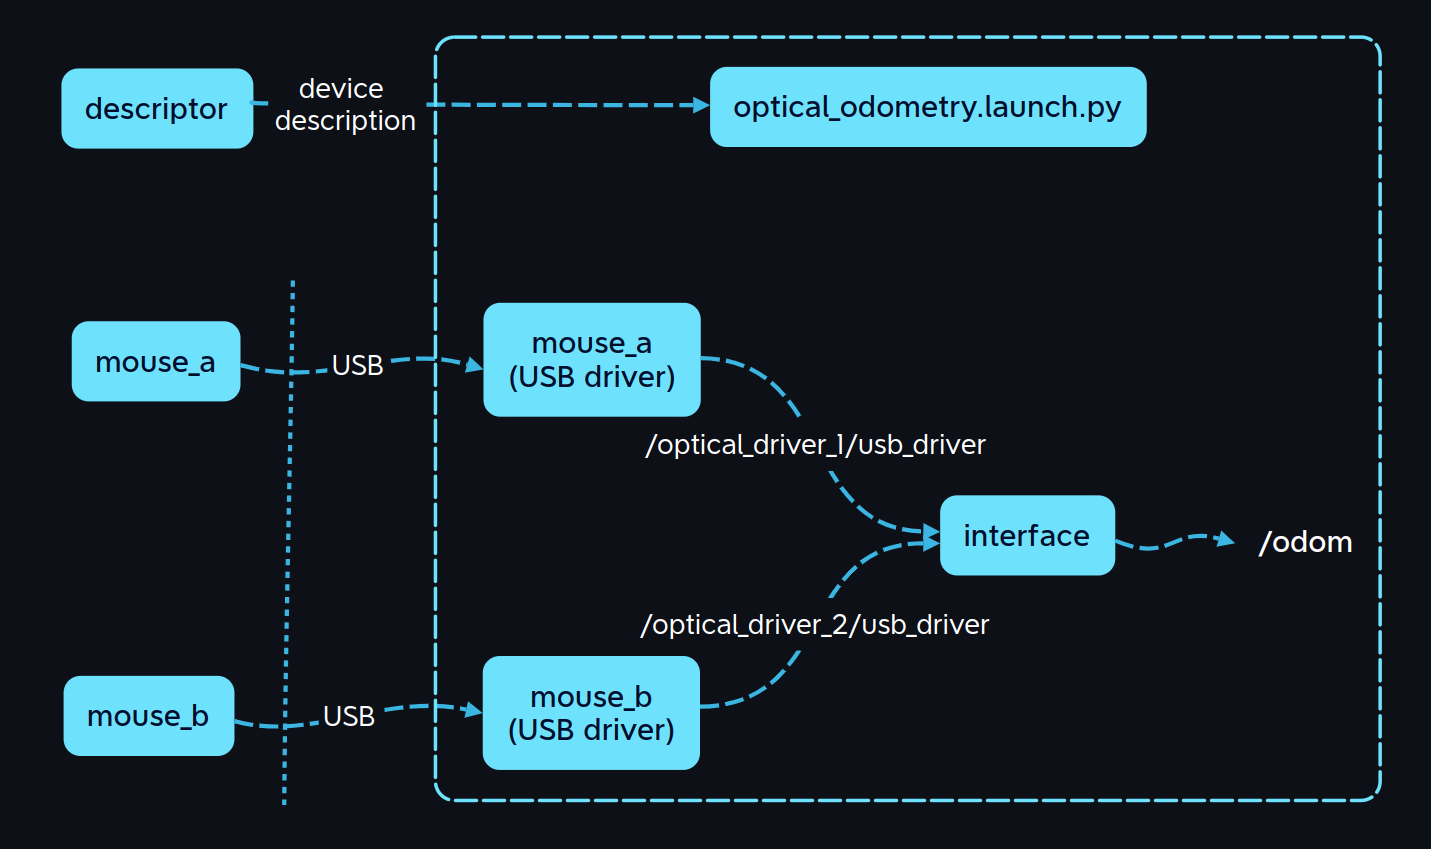 descriptor
device
description
optical_odometry.launch.py
mouse_a
USB
mouse_a
(USB driver)
/optical_driver_1/usb_driver
interface
/odom
/optical_driver_2/usb_driver
mouse_b
USB
mouse_b
(USB driver)